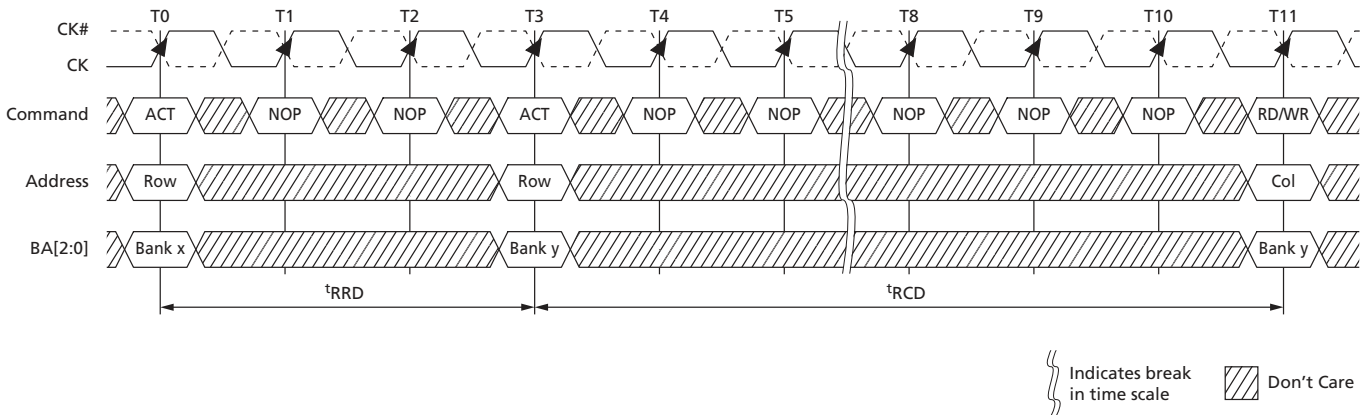 T0 T1 T2 T3 T4 T5 T8 T9 T10 T11
CK#
CK
Command ACT NOP NOP ACT NOP NOP NOP NOP NOP RD/WR
Address Row Row Col
BA[2:0] Bank x Bank y Bank y
tRRD tRCD
Indicates break
in time scale
Don't Care